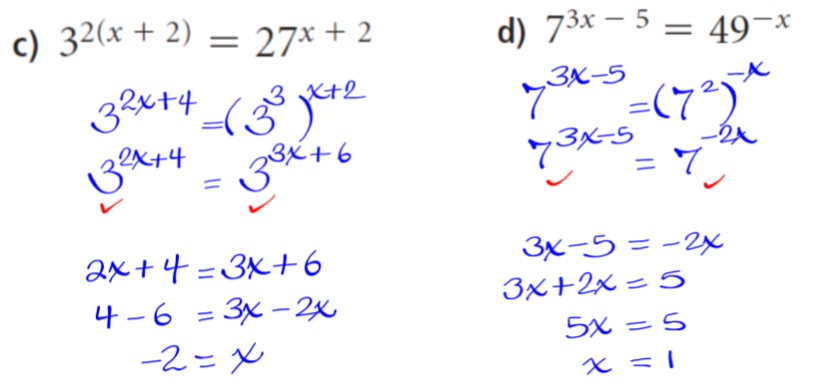 c) 3^{2(x + 2)} = 27^{x + 2}
3^{2x+4} = (3^3)^{x+2}
3^{2x+4} = 3^{3x+6}
2x+4 = 3x+6
4-6 = 3x-2x
-2 = x
d) 7^{3x - 5} = 49^{-x}
7^{3x-5} = (7^2)^{-x}
7^{3x-5} = 7^{-2x}
3x-5 = -2x
3x+2x = 5
5x = 5
x = 1